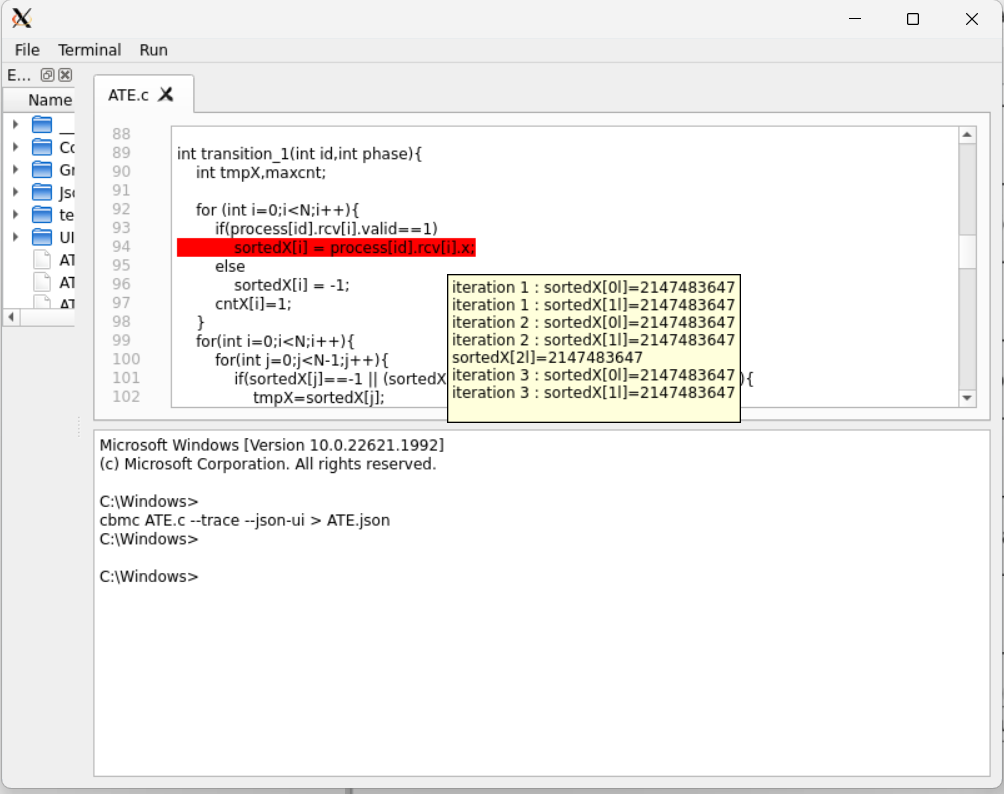 File Terminal Run
E...
Name
ATE.c
__
Co
Gr
Jsc
te
UI
AT
AT
AT
88
89 int transition_1(int id,int phase){
90 int tmpX,maxcnt;
91
92 for (int i=0;i<N;i++){
93 if(process[id].rcv[i].valid==1)
94 sortedX[i] = process[id].rcv[i].x;
95 else
96 sortedX[i] = -1;
97 cntX[i]=1;
98 }
99 for(int i=0;i<N;i++){
100 for(int j=0;j<N-1;j++){
101 if(sortedX[j]==-1 || (sortedX ){
102 tmpX=sortedX[j];
iteration 1 : sortedX[0l]=2147483647
iteration 1 : sortedX[1l]=2147483647
iteration 2 : sortedX[0l]=2147483647
iteration 2 : sortedX[1l]=2147483647
sortedX[2l]=2147483647
iteration 3 : sortedX[0l]=2147483647
iteration 3 : sortedX[1l]=2147483647
Microsoft Windows [Version 10.0.22621.1992]
(c) Microsoft Corporation. All rights reserved.
C:\Windows>
cbmc ATE.c --trace --json-ui > ATE.json
C:\Windows>
C:\Windows>